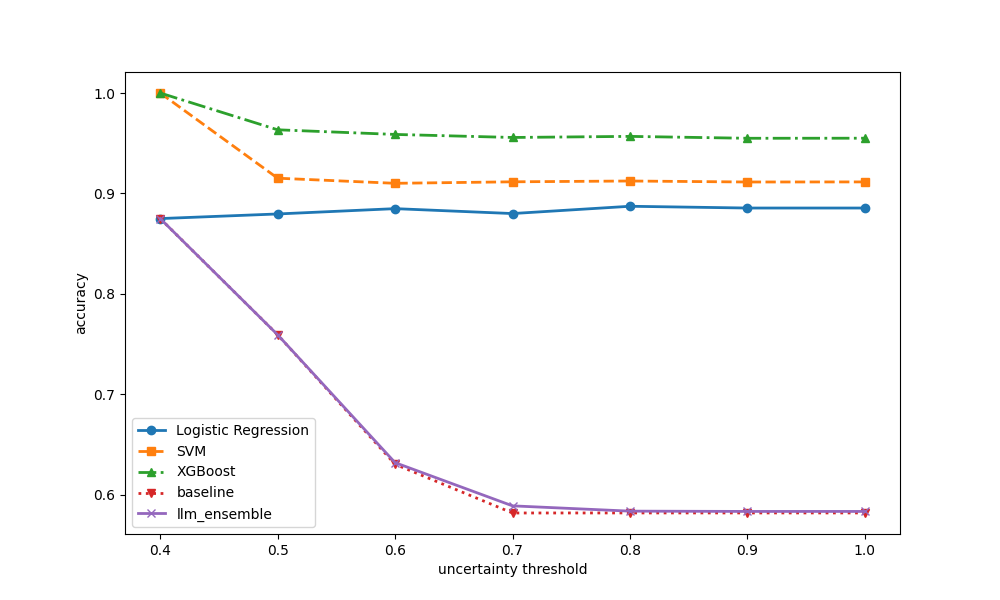 1.0
0.9
0.8
0.7
0.6
accuracy
Logistic Regression
SVM
XGBoost
baseline
llm_ensemble
0.4 0.5 0.6 0.7 0.8 0.9 1.0
uncertainty threshold